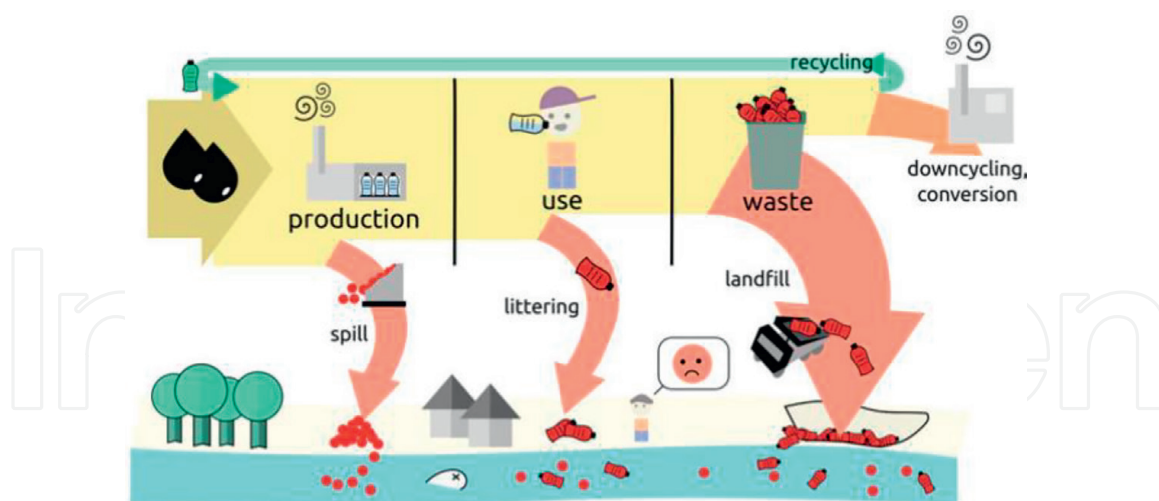 recycling
downcycling,
conversion
production
use
waste
spill
littering
landfill